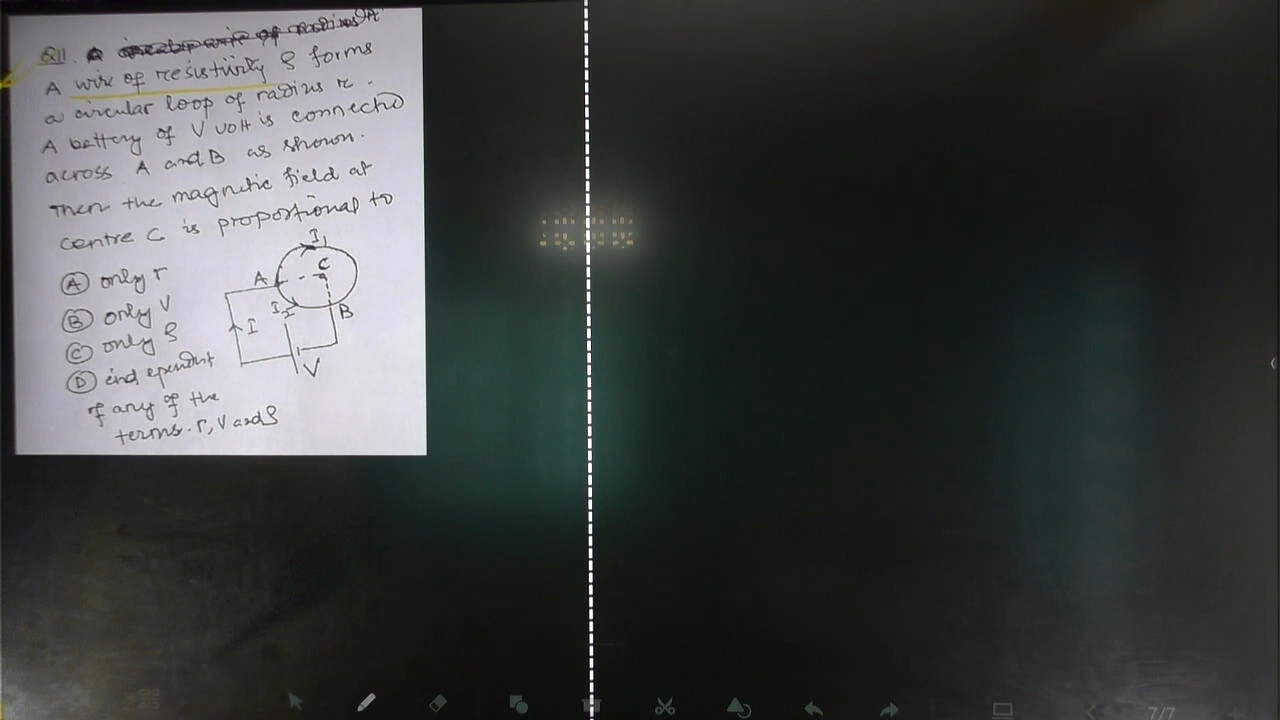 Q11.
A wire of resistivity ρ forms
a circular loop of radius r.
A battery of V volt is connected
across A and B as shown.
Then the magnetic field at
centre C is proportional to
(A) only r
(B) only V
(C) only ρ
(D) independent
of any of the
terms. r, V and ρ
I1
C
A
I2
B
I
V
7/7